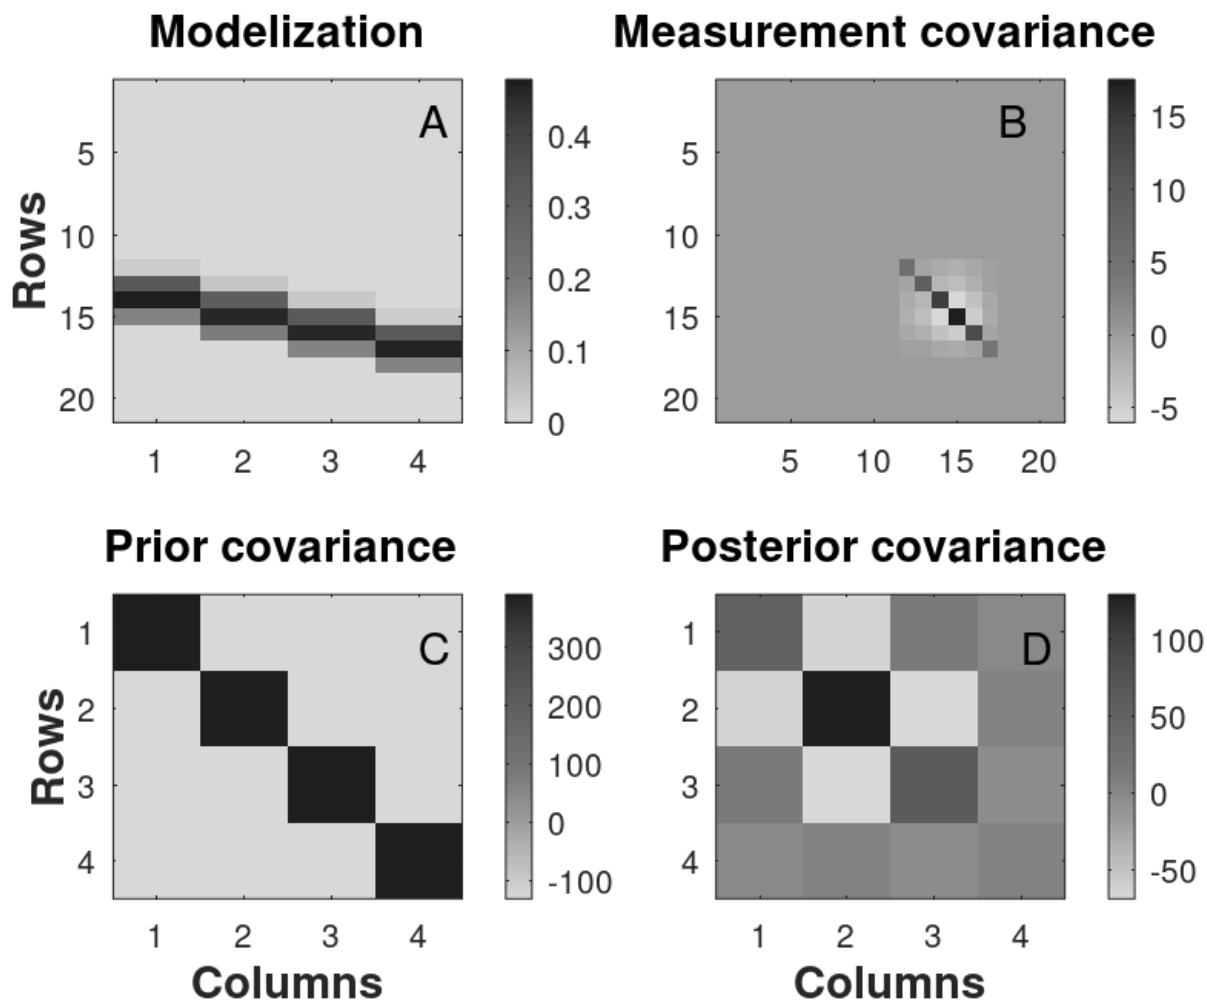 Modelization
Measurement covariance
A
B
Rows
5
10
15
20
1 2 3 4
0.4
0.3
0.2
0.1
0
5
10
15
20
5 10 15 20
15
10
5
0
-5
Prior covariance
Posterior covariance
C
D
Rows
1
2
3
4
1 2 3 4
Columns
300
200
100
0
-100
1
2
3
4
1 2 3 4
Columns
100
50
0
-50